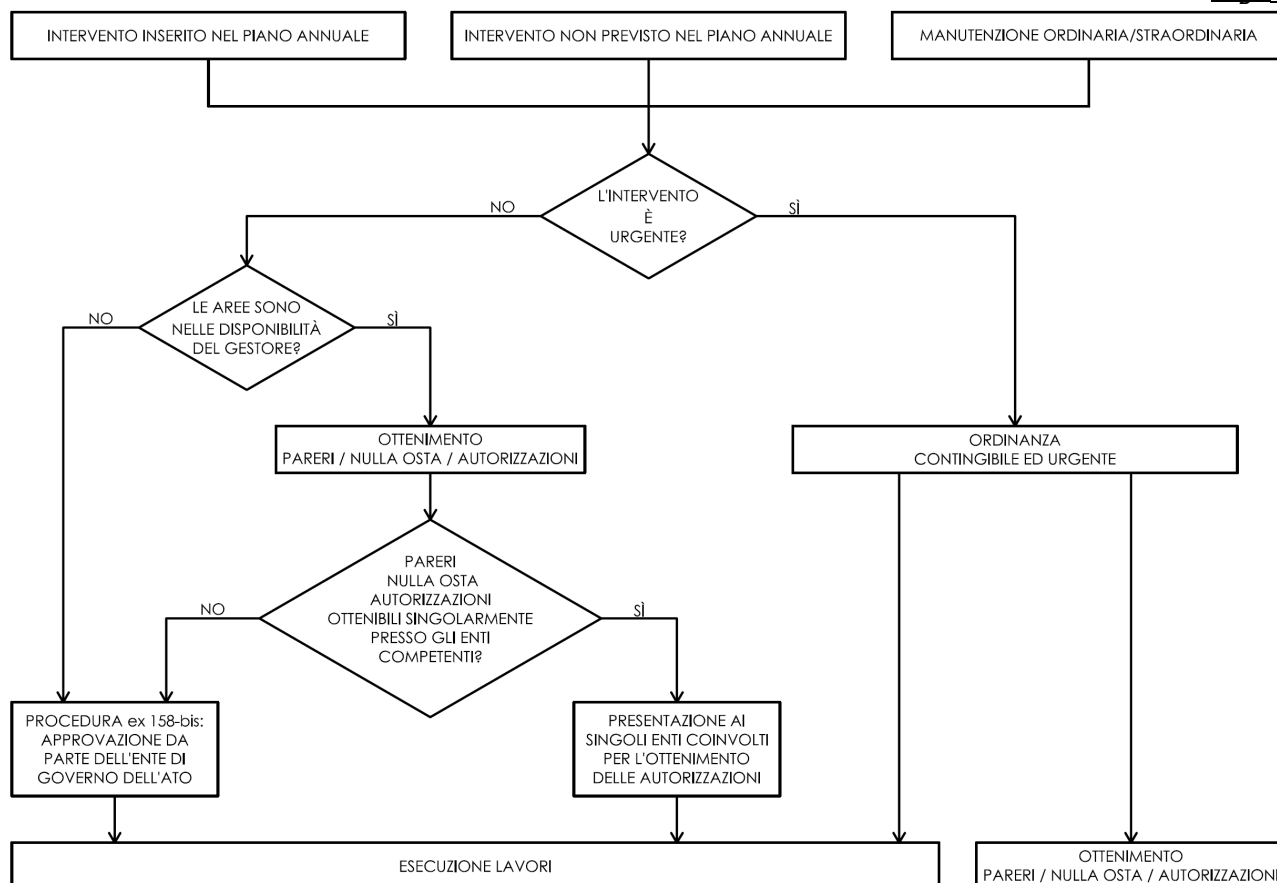 INTERVENTO INSERITO NEL PIANO ANNUALE
INTERVENTO NON PREVISTO NEL PIANO ANNUALE
MANUTENZIONE ORDINARIA/STRAORDINARIA
L'INTERVENTO
È
URGENTE?
NO
SÌ
LE AREE SONO
NELLE DISPONIBILITÀ
DEL GESTORE?
NO
SÌ
OTTENIMENTO
PARERI / NULLA OSTA / AUTORIZZAZIONI
ORDINANZA
CONTINGIBILE ED URGENTE
PARERI
NULLA OSTA
AUTORIZZAZIONI
OTTENIBILI SINGOLARMENTE
PRESSO GLI ENTI
COMPETENTI?
NO
SÌ
PROCEDURA ex 158-bis:
APPROVAZIONE DA
PARTE DELL'ENTE DI
GOVERNO DELL'ATO
PRESENTAZIONE AI
SINGOLI ENTI COINVOLTI
PER L'OTTENIMENTO
DELLE AUTORIZZAZIONI
ESECUZIONE LAVORI
OTTENIMENTO
PARERI / NULLA OSTA / AUTORIZZAZIONI